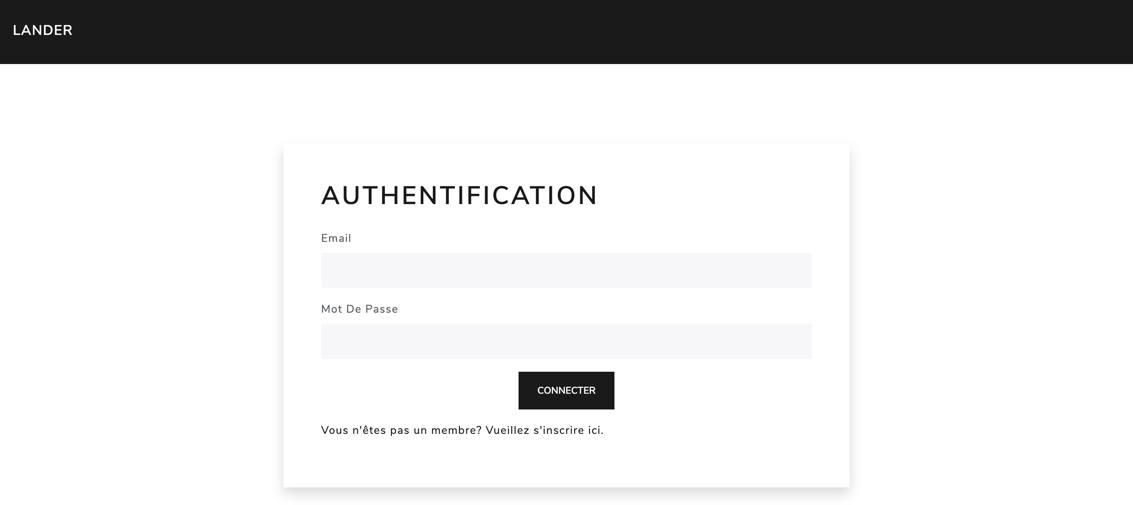 LANDER
AUTHENTIFICATION
Email
Mot De Passe
CONNECTER
Vous n'êtes pas un membre? Vueillez s'inscrire ici.